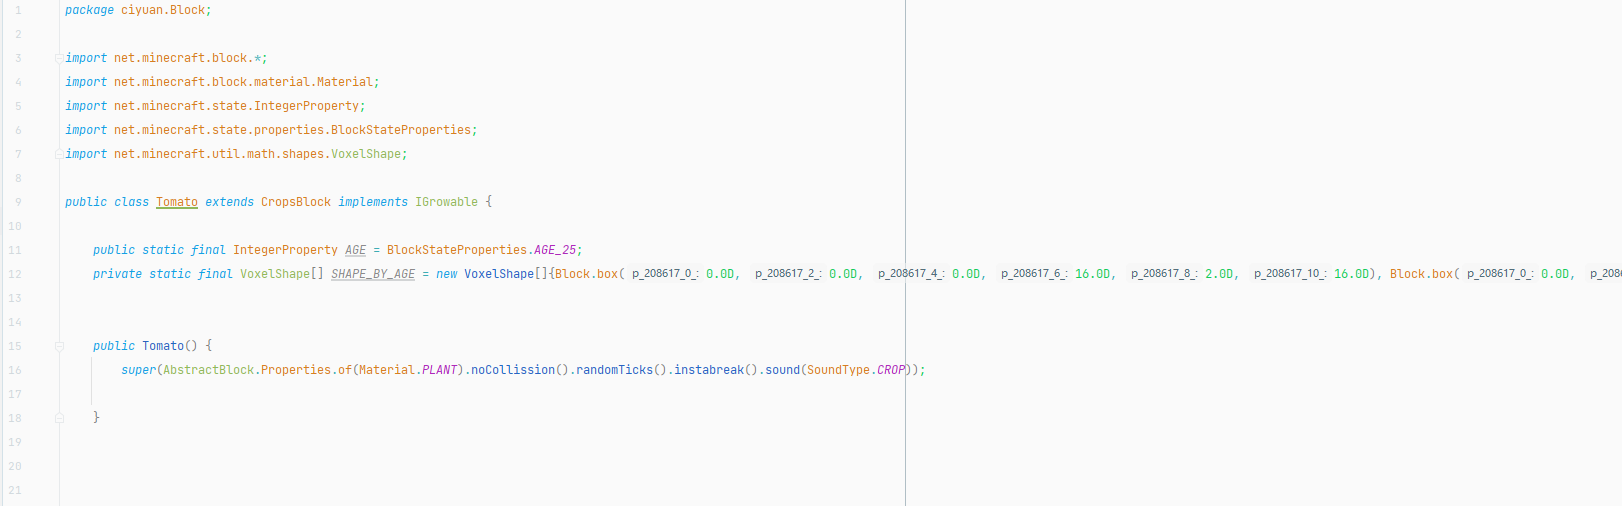 1 package ciyuan.Block;
2
3 import net.minecraft.block.*;
4 import net.minecraft.block.material.Material;
5 import net.minecraft.state.IntegerProperty;
6 import net.minecraft.state.properties.BlockStateProperties;
7 import net.minecraft.util.math.shapes.VoxelShape;
8
9 public class Tomato extends CropsBlock implements IGrowable {
10
11 public static final IntegerProperty AGE = BlockStateProperties.AGE_25;
12 private static final VoxelShape[] SHAPE_BY_AGE = new VoxelShape[]{Block.box( p_208617_0_: 0.0D, p_208617_2_: 0.0D, p_208617_4_: 0.0D, p_208617_6_: 16.0D, p_208617_8_: 2.0D, p_208617_10_: 16.0D), Block.box( p_208617_0_: 0.0D, p_208
13
14
15 public Tomato() {
16 super(AbstractBlock.Properties.of(Material.PLANT).noCollission().randomTicks().instabreak().sound(SoundType.CROP));
17
18 }
19
20
21